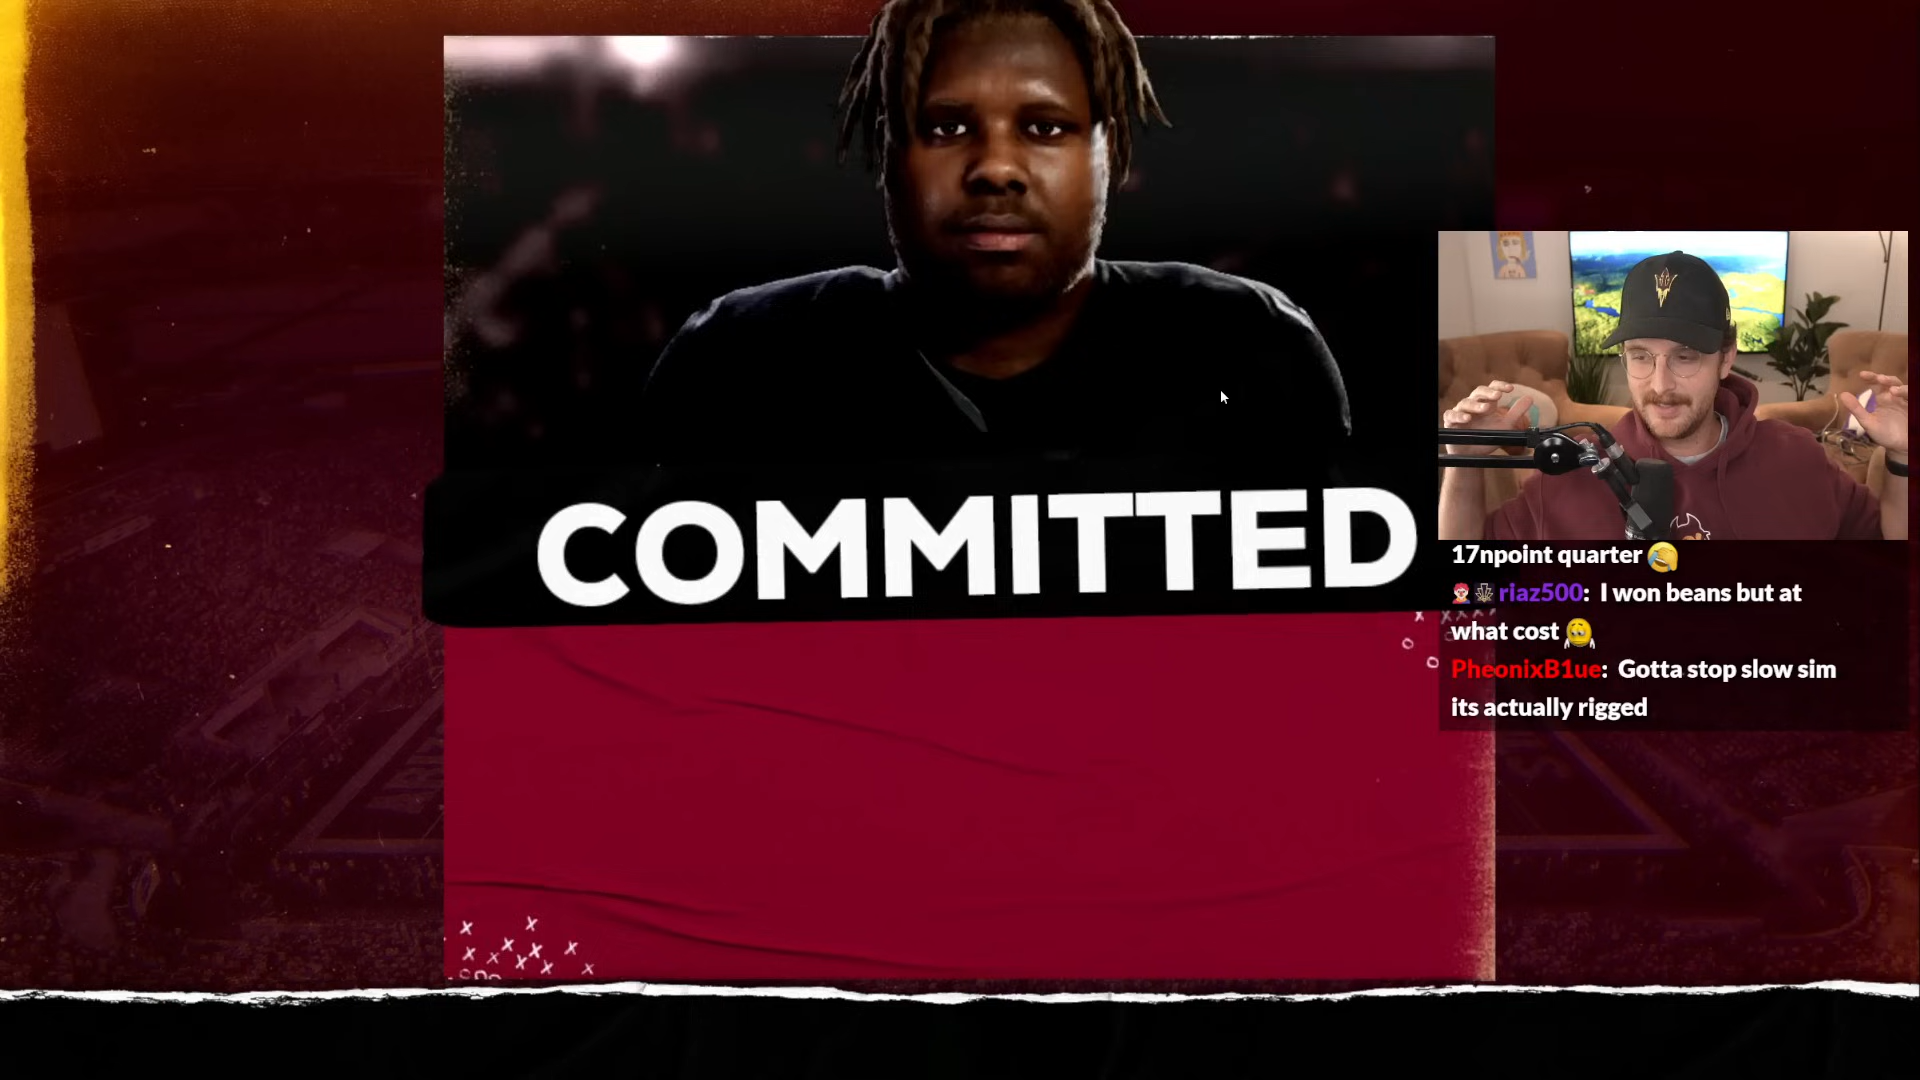 COMMITTED
17npoint quarter
riaz500: I won beans but at
what cost
PheonixB1ue: Gotta stop slow sim
its actually rigged